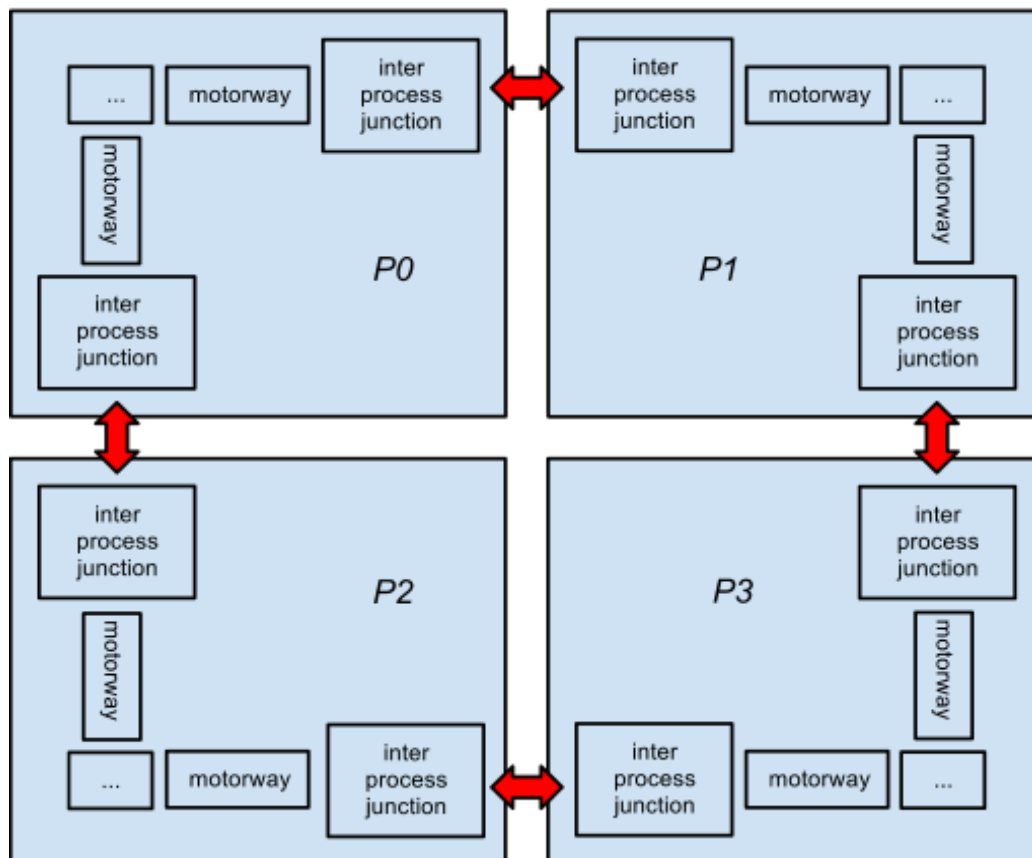 inter
process
junction
...
motorway
motorway
inter
process
junction
P0
inter
process
junction
motorway
...
motorway
inter
process
junction
P1
inter
process
junction
motorway
...
motorway
inter
process
junction
P2
inter
process
junction
motorway
inter
process
junction
motorway
...
P3